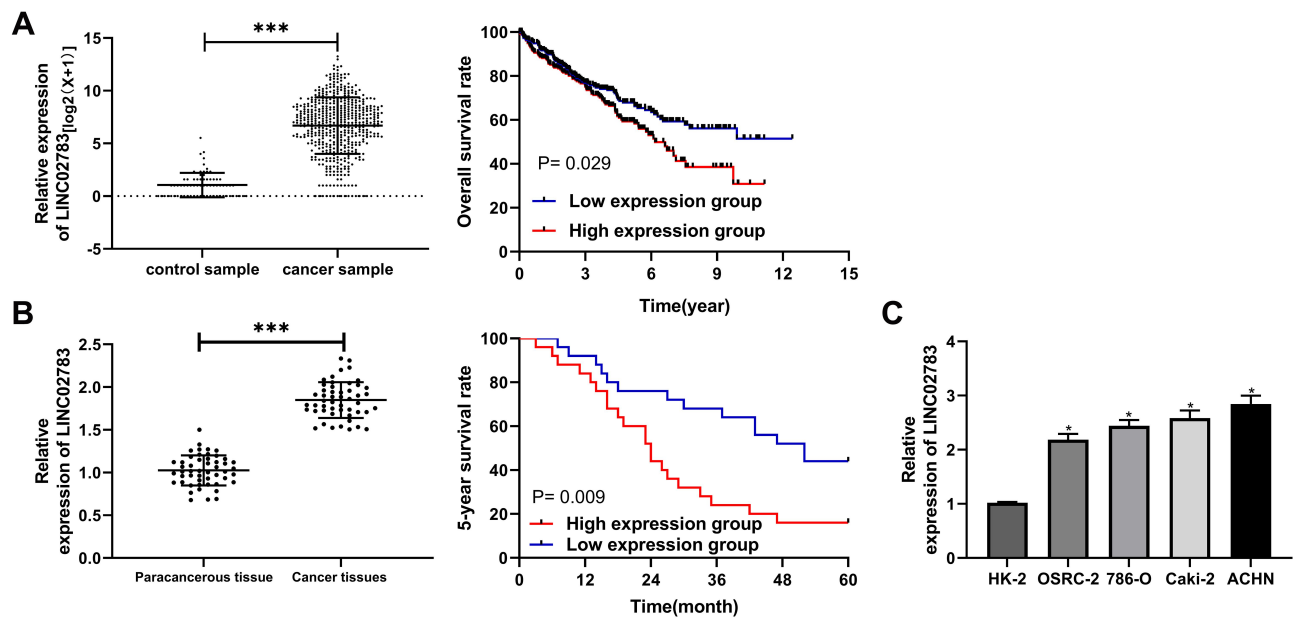 A
Relative expression
of LINC02783[log2(X+1)]
15
10
5
0
-5
***
control sample
cancer sample
Overall survival rate
100
80
60
40
20
0
P= 0.029
Low expression group
High expression group
0
3
6
9
12
15
Time(year)
B
Relative
expression of LINC02783
2.5
2.0
1.5
1.0
0.5
0.0
***
Paracancerous tissue
Cancer tissues
5-year survival rate
100
80
60
40
20
0
P= 0.009
High expression group
Low expression group
0
12
24
36
48
60
Time(month)
C
Relative
expression of LINC02783
4
3
2
1
0
*
*
*
*
HK-2
OSRC-2
786-O
Caki-2
ACHN